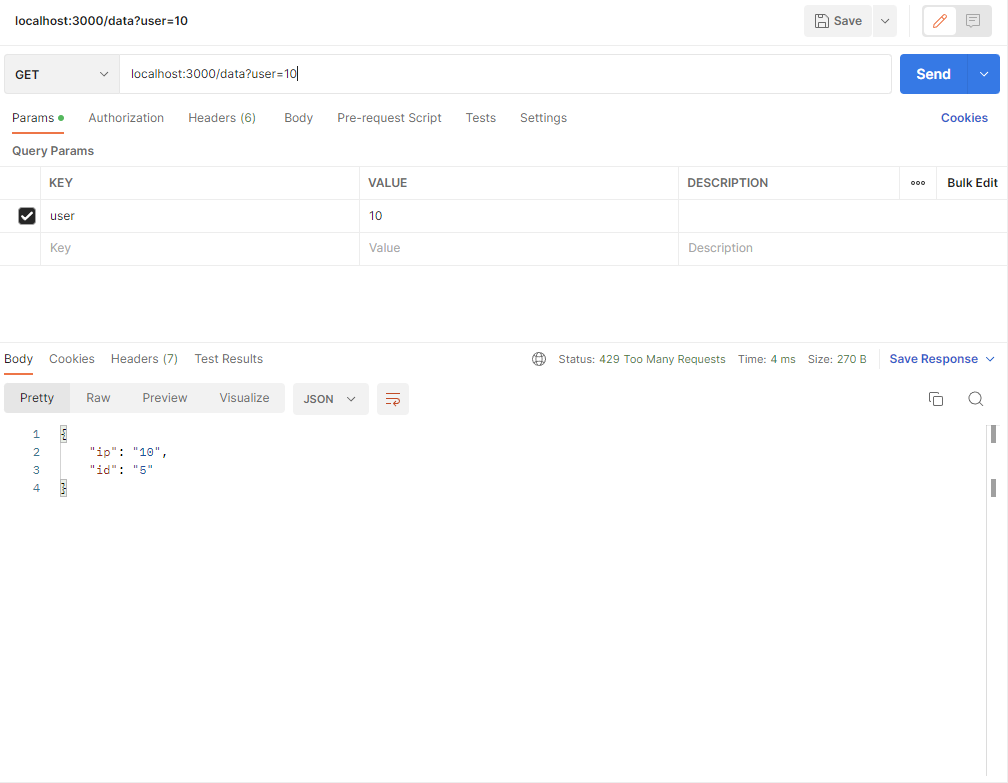 localhost:3000/data?user=10
Save
GET localhost:3000/data?user=10 Send
Params Authorization Headers (6) Body Pre-request Script Tests Settings Cookies
Query Params
KEY VALUE DESCRIPTION ooo Bulk Edit
user 10
Key Value Description
Body Cookies Headers (7) Test Results Status: 429 Too Many Requests Time: 4 ms Size: 270 B Save Response
Pretty Raw Preview Visualize JSON
1 {
2 "ip": "10",
3 "id": "5"
4 }